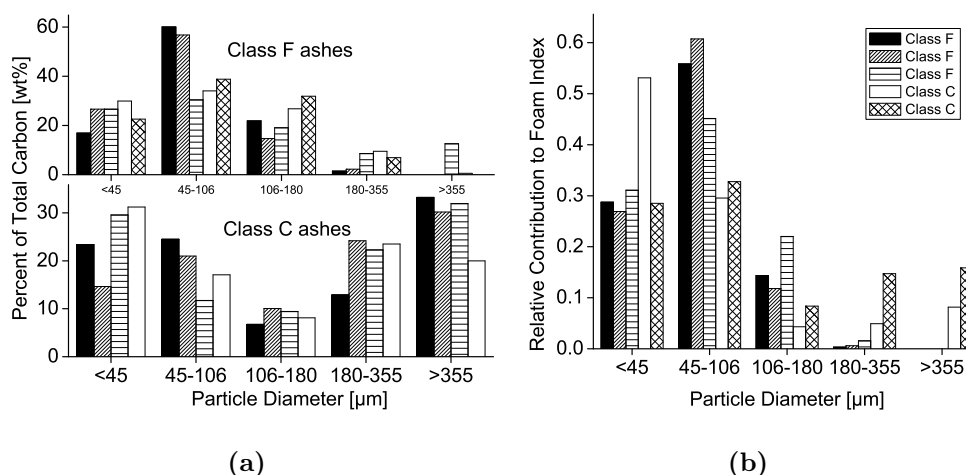 Percent of Total Carbon [wt%]
60
40
20
0
Class F ashes
<45 45-106 106-180 180-355 >355
30
20
10
0
Class C ashes
<45 45-106 106-180 180-355 >355
Particle Diameter [µm]
(a)
Relative Contribution to Foam Index
0.6
0.5
0.4
0.3
0.2
0.1
0.0
Class F
Class F
Class F
Class C
Class C
<45 45-106 106-180 180-355 >355
Particle Diameter [µm]
(b)